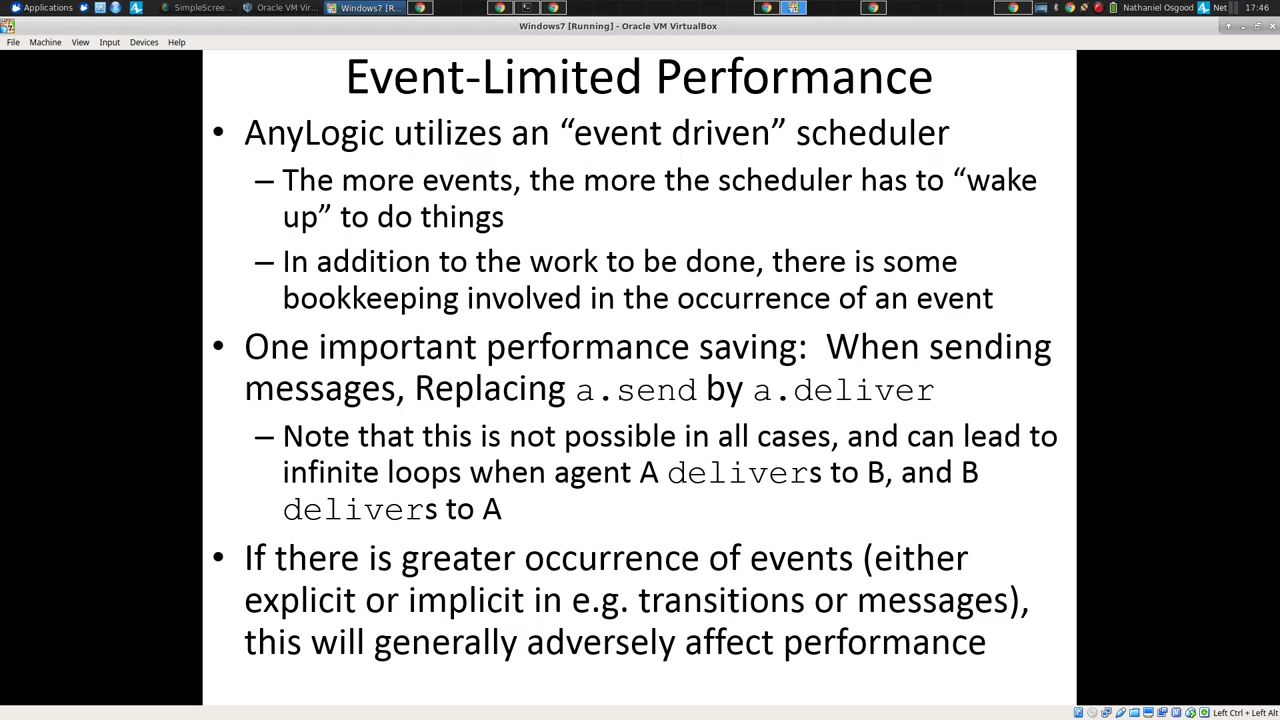 Applications
SimpleScree...
Oracle VM Vir...
Windows7 [R...
Nathaniel Osgood
Net
17:46
Windows7 [Running] - Oracle VM VirtualBox
File Machine View Input Devices Help
Event-Limited Performance
• AnyLogic utilizes an “event driven” scheduler
– The more events, the more the scheduler has to “wake
up” to do things
– In addition to the work to be done, there is some
bookkeeping involved in the occurrence of an event
• One important performance saving: When sending
messages, Replacing a.send by a.deliver
– Note that this is not possible in all cases, and can lead to
infinite loops when agent A delivers to B, and B
delivers to A
• If there is greater occurrence of events (either
explicit or implicit in e.g. transitions or messages),
this will generally adversely affect performance
Left Ctrl + Left Alt